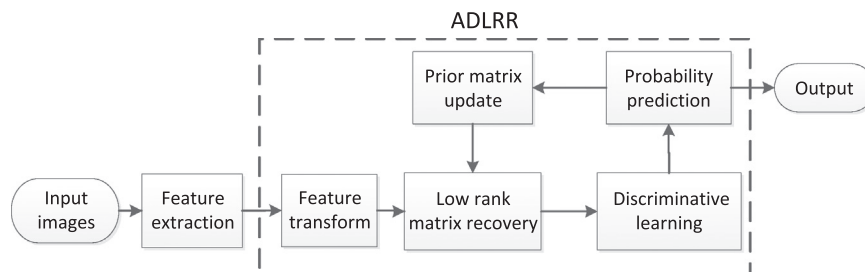 ADLRR
Prior matrix
update
Probability
prediction
Output
Input
images
Feature
extraction
Feature
transform
Low rank
matrix recovery
Discriminative
learning